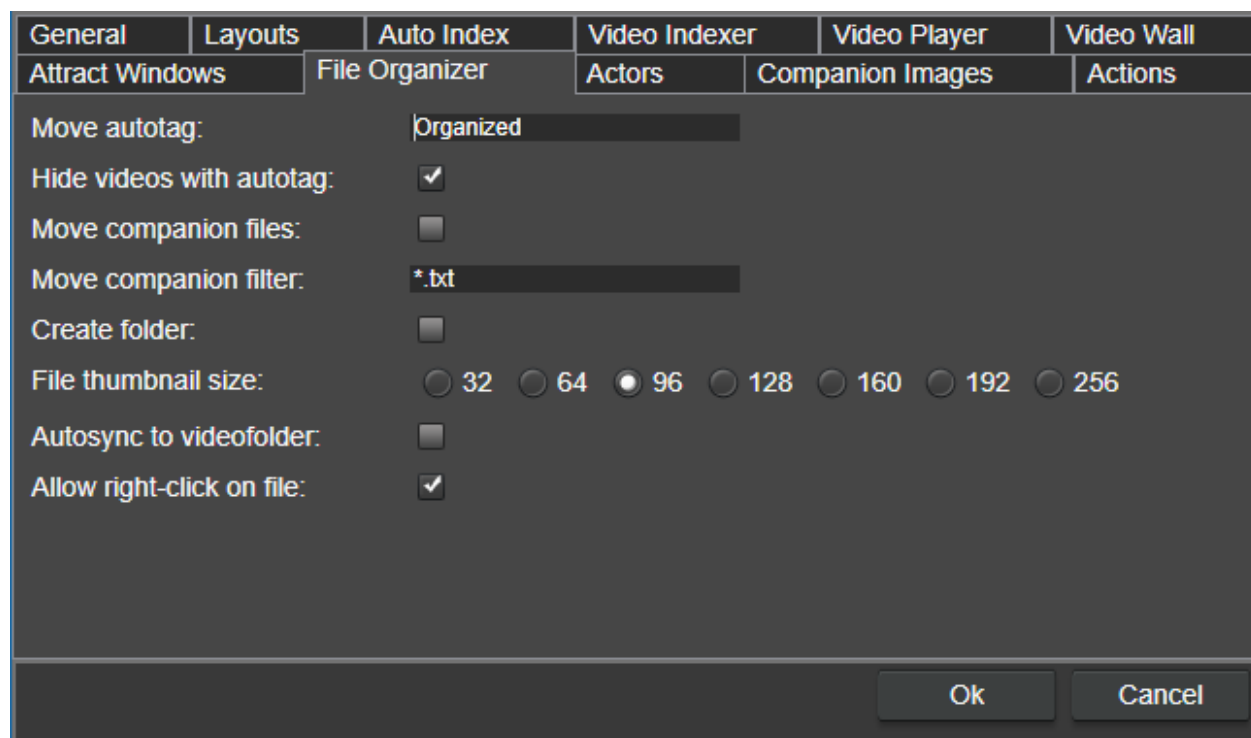 General Layouts Auto Index Video Indexer Video Player Video Wall
Attract Windows File Organizer Actors Companion Images Actions
Move autotag: Organized
Hide videos with autotag:
Move companion files:
Move companion filter: *.txt
Create folder:
File thumbnail size: 32 64 96 128 160 192 256
Autosync to videofolder:
Allow right-click on file:
Ok Cancel